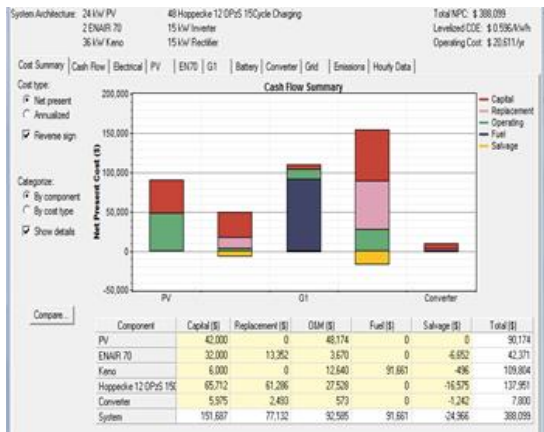 System Architecture: 24 kW PV 48 Hoppecke 12 OPzS 15 Cycle Charging Total NPC: $ 388,099
2 ENAIR 70 15 kW Inverter Levelized COE: $ 0.596/kWh
36 kW Keno 15 kW Rectifier Operating Cost: $ 20,611/yr
Cost Summary Cash Flow Electrical PV EN70 G1 Battery Converter Grid Emissions Hourly Data
Cost type:
Net present
Annualized
Reverse sign
Categorize:
By component
By cost type
Show details
Compare...
Cash Flow Summary
Net Present Cost ($)
200,000
150,000
100,000
50,000
0
-50,000
PV G1 Converter
Capital
Replacement
Operating
Fuel
Salvage
Component Capital ($) Replacement ($) O&M ($) Fuel ($) Salvage ($) Total ($)
PV 42,000 0 48,174 0 0 90,174
ENAIR 70 32,000 13,352 3,670 0 -6,652 42,371
Keno 6,000 0 12,640 91,661 -496 109,804
Hoppecke 12 OPzS 150 65,712 61,286 27,528 0 -16,575 137,951
Converter 5,975 2,493 573 0 -1,242 7,800
System 151,687 77,132 92,585 91,661 -24,966 388,099